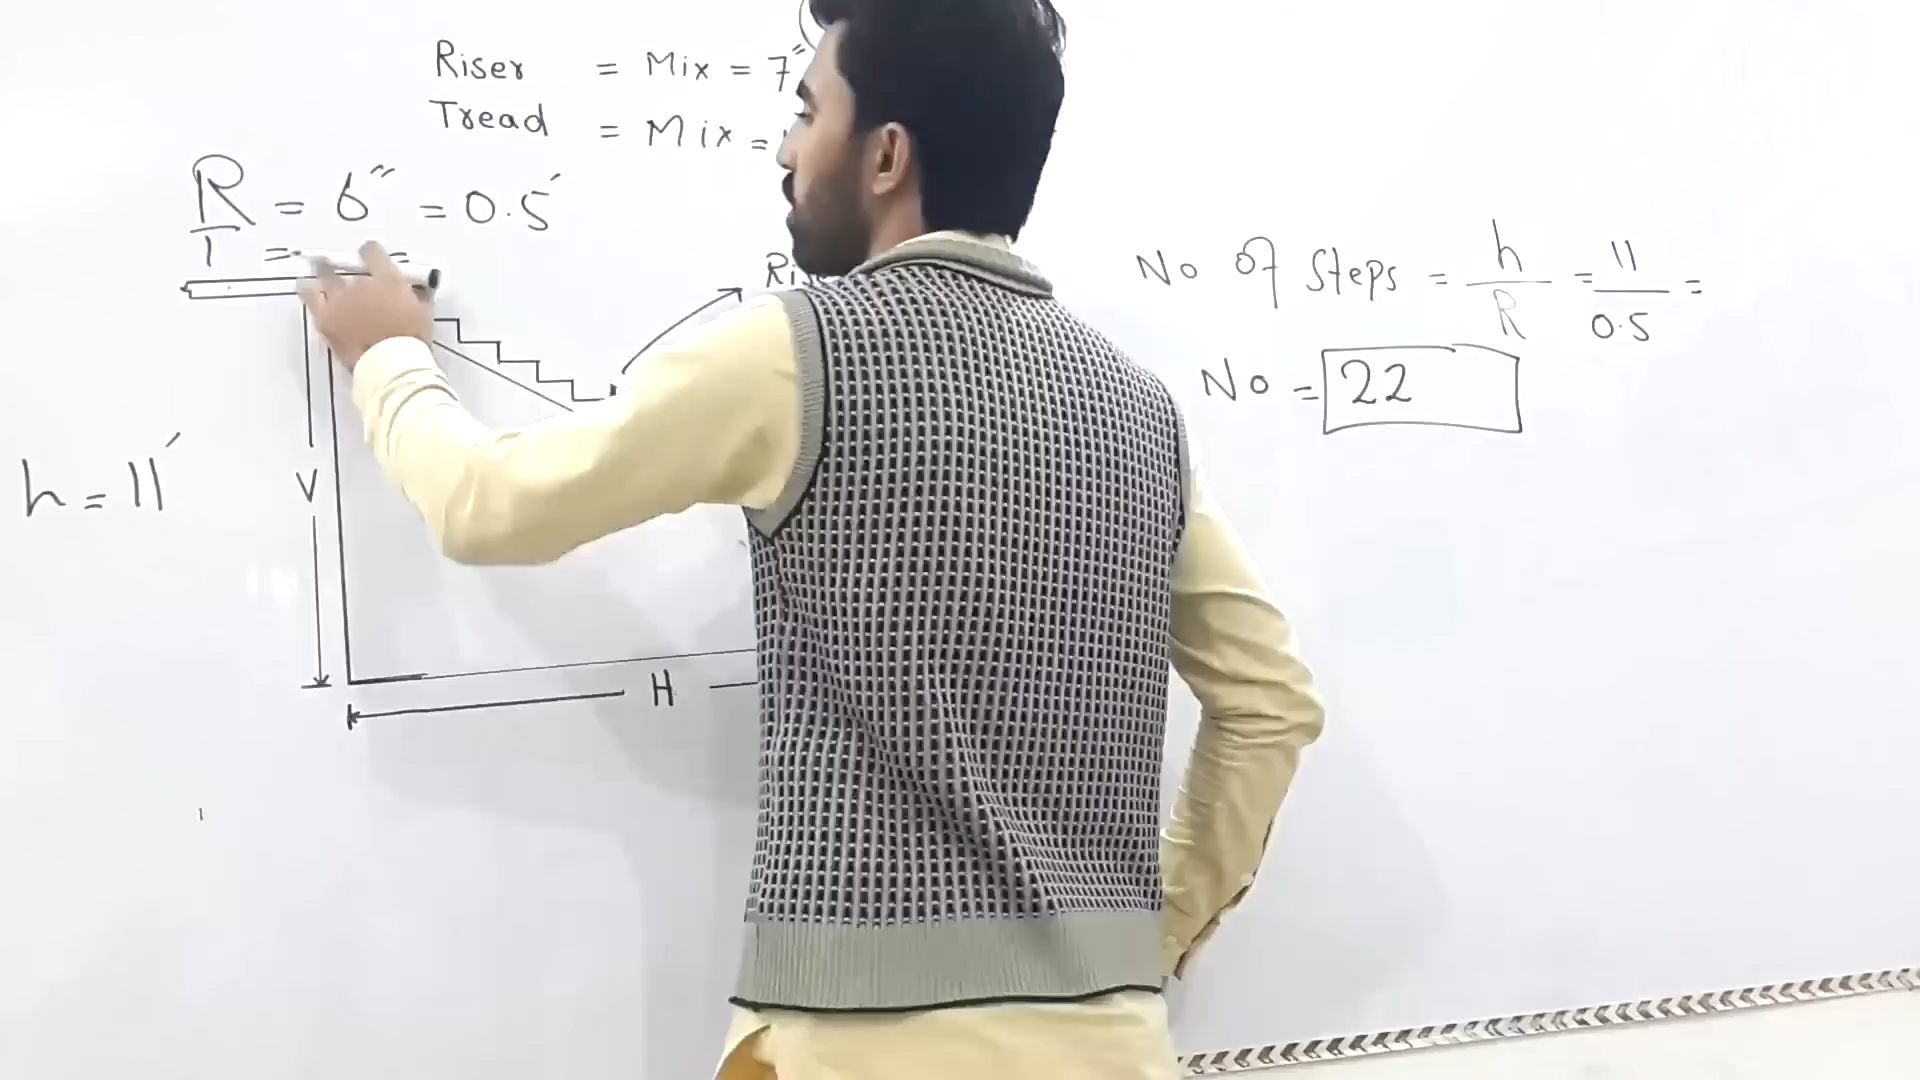 Riser = Mix = 7"
Tread = Mix =
R = 6" = 0.5'
T = =
No Of Steps = h/R = 11/0.5 =
No = 22
h = 11'
V
H